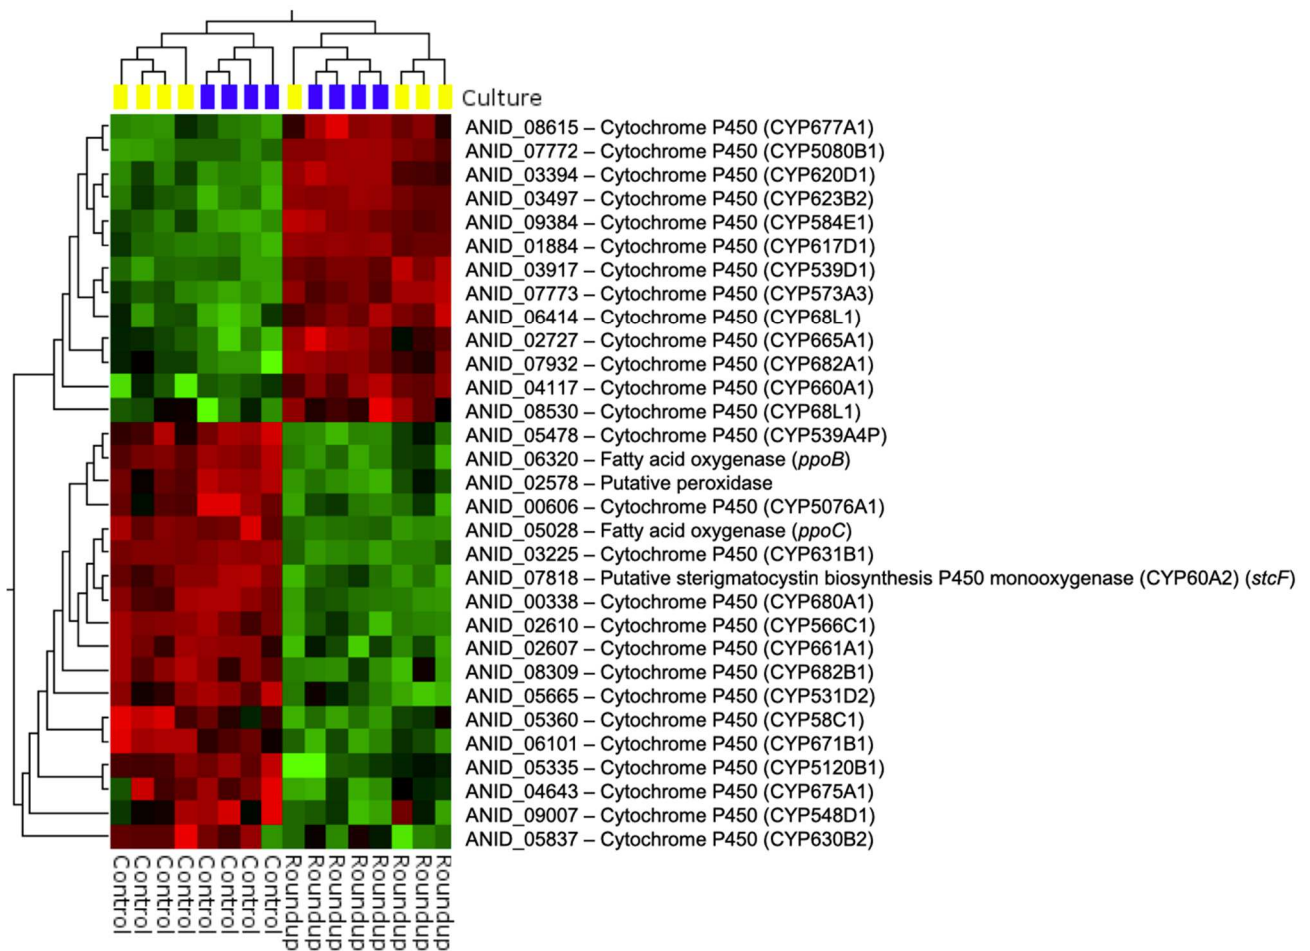 Culture
ANID_08615 – Cytochrome P450 (CYP677A1)
ANID_07772 – Cytochrome P450 (CYP5080B1)
ANID_03394 – Cytochrome P450 (CYP620D1)
ANID_03497 – Cytochrome P450 (CYP623B2)
ANID_09384 – Cytochrome P450 (CYP584E1)
ANID_01884 – Cytochrome P450 (CYP617D1)
ANID_03917 – Cytochrome P450 (CYP539D1)
ANID_07773 – Cytochrome P450 (CYP573A3)
ANID_06414 – Cytochrome P450 (CYP68L1)
ANID_02727 – Cytochrome P450 (CYP665A1)
ANID_07932 – Cytochrome P450 (CYP682A1)
ANID_04117 – Cytochrome P450 (CYP660A1)
ANID_08530 – Cytochrome P450 (CYP68L1)
ANID_05478 – Cytochrome P450 (CYP539A4P)
ANID_06320 – Fatty acid oxygenase (ppoB)
ANID_02578 – Putative peroxidase
ANID_00606 – Cytochrome P450 (CYP5076A1)
ANID_05028 – Fatty acid oxygenase (ppoC)
ANID_03225 – Cytochrome P450 (CYP631B1)
ANID_07818 – Putative sterigmatocystin biosynthesis P450 monooxygenase (CYP60A2) (stcF)
ANID_00338 – Cytochrome P450 (CYP680A1)
ANID_02610 – Cytochrome P450 (CYP566C1)
ANID_02607 – Cytochrome P450 (CYP661A1)
ANID_08309 – Cytochrome P450 (CYP682B1)
ANID_05665 – Cytochrome P450 (CYP531D2)
ANID_05360 – Cytochrome P450 (CYP58C1)
ANID_06101 – Cytochrome P450 (CYP671B1)
ANID_05335 – Cytochrome P450 (CYP5120B1)
ANID_04643 – Cytochrome P450 (CYP675A1)
ANID_09007 – Cytochrome P450 (CYP548D1)
ANID_05837 – Cytochrome P450 (CYP630B2)
Control
Control
Control
Control
Control
Control
Control
Control
Roundup
Roundup
Roundup
Roundup
Roundup
Roundup
Roundup
Roundup